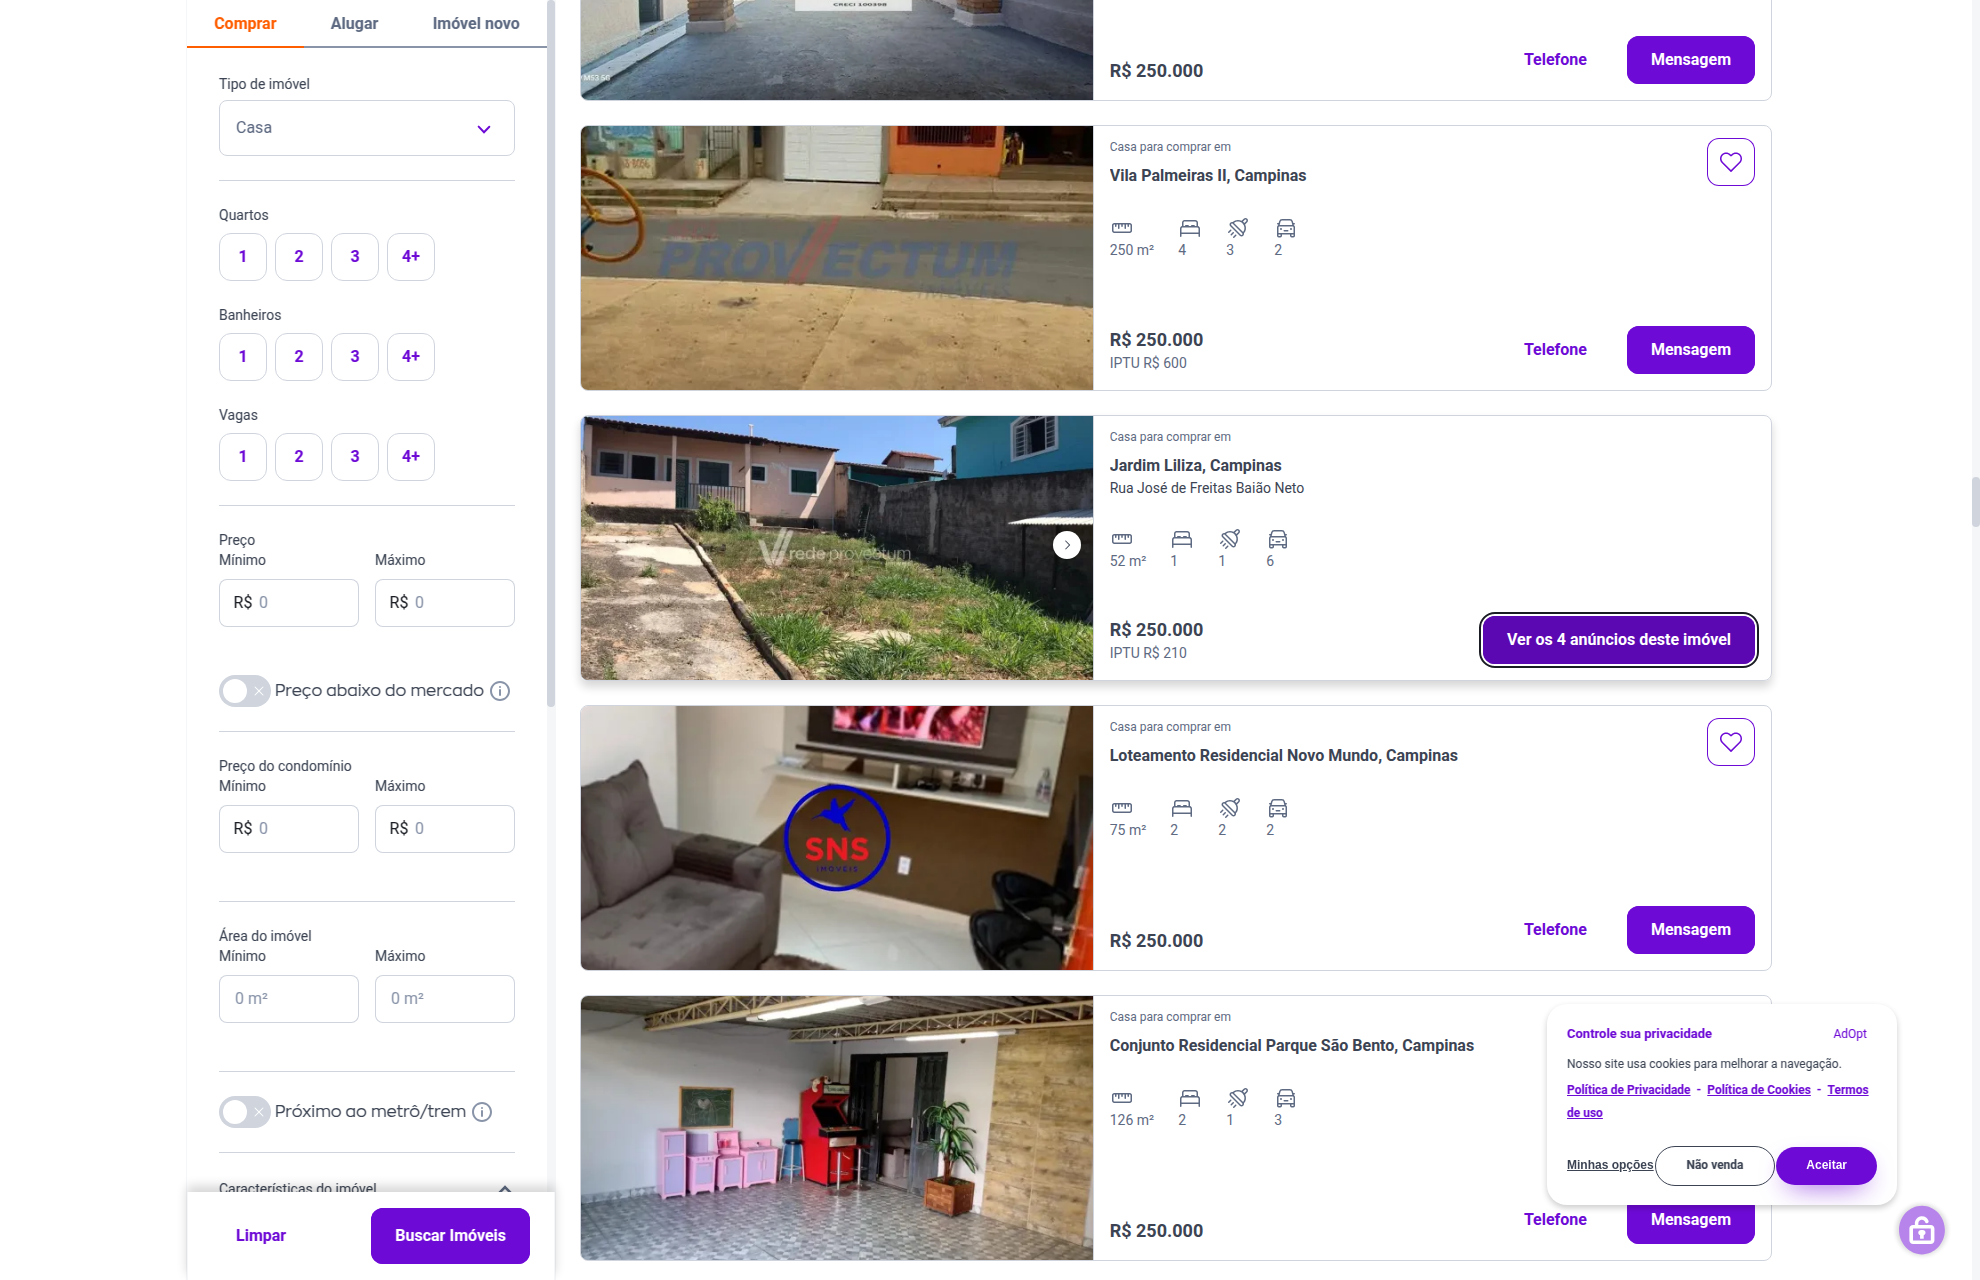 Comprar
Alugar
Imóvel novo
Tipo de imóvel
Casa
Quartos
1
2
3
4+
Banheiros
1
2
3
4+
Vagas
1
2
3
4+
Preço
Mínimo
Máximo
R$ 0
R$ 0
Preço abaixo do mercado
Preço do condomínio
Mínimo
Máximo
R$ 0
R$ 0
Área do imóvel
Mínimo
Máximo
0 m²
0 m²
Próximo ao metrô/trem
Características do imóvel
Limpar
Buscar Imóveis
CRECI 100398
R$ 250.000
Telefone
Mensagem
PROVECTUM
IMÓVEIS
Casa para comprar em
Vila Palmeiras II, Campinas
250 m²
4
3
2
R$ 250.000
IPTU R$ 600
Telefone
Mensagem
rede provectum
Casa para comprar em
Jardim Liliza, Campinas
Rua José de Freitas Baião Neto
52 m²
1
1
6
R$ 250.000
IPTU R$ 210
Ver os 4 anúncios deste imóvel
SNS
IMÓVEIS
Casa para comprar em
Loteamento Residencial Novo Mundo, Campinas
75 m²
2
2
2
R$ 250.000
Telefone
Mensagem
Casa para comprar em
Conjunto Residencial Parque São Bento, Campinas
126 m²
2
1
3
R$ 250.000
Telefone
Mensagem
Controle sua privacidade
AdOpt
Nosso site usa cookies para melhorar a navegação.
Política de Privacidade - Política de Cookies - Termos
de uso
Minhas opções
Não venda
Aceitar